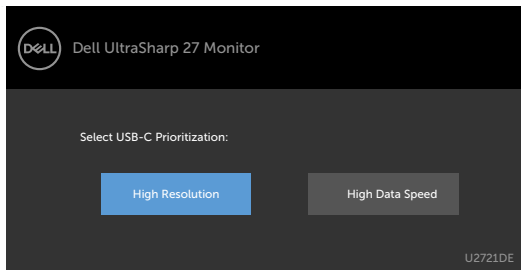 DELL
Dell UltraSharp 27 Monitor
Select USB-C Prioritization:
High Resolution
High Data Speed
U2721DE